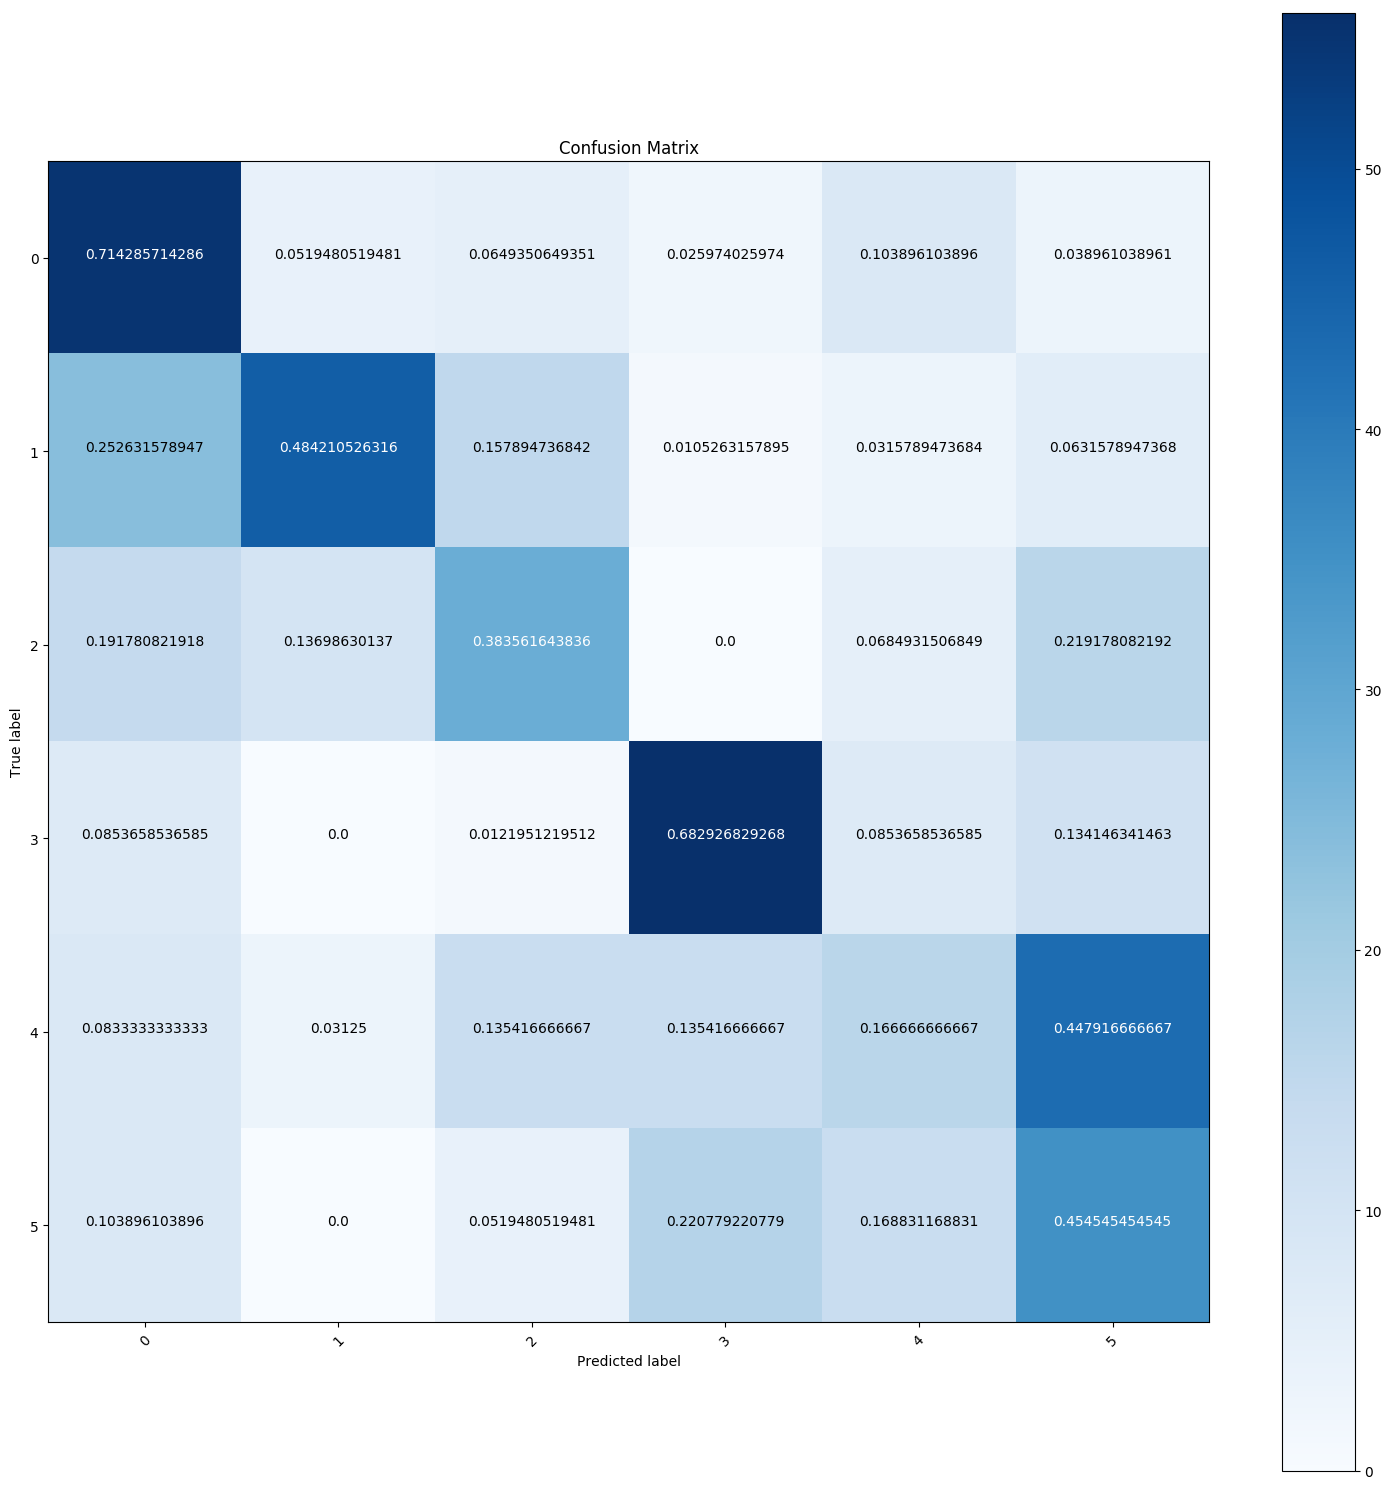 Confusion Matrix
0 0.714285714286 0.0519480519481 0.0649350649351 0.025974025974 0.103896103896 0.038961038961
1 0.252631578947 0.484210526316 0.157894736842 0.0105263157895 0.0315789473684 0.0631578947368
2 0.191780821918 0.13698630137 0.383561643836 0.0 0.0684931506849 0.219178082192
3 0.0853658536585 0.0 0.0121951219512 0.682926829268 0.0853658536585 0.134146341463
4 0.0833333333333 0.03125 0.135416666667 0.135416666667 0.166666666667 0.447916666667
5 0.103896103896 0.0 0.0519480519481 0.220779220779 0.168831168831 0.454545454545
True label
0 1 2 3 4 5
Predicted label
50
40
30
20
10
0